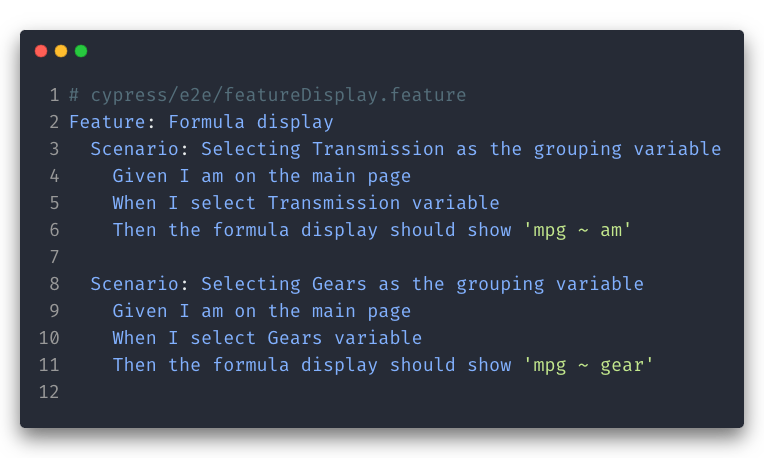 1 # cypress/e2e/featureDisplay.feature
2 Feature: Formula display
3   Scenario: Selecting Transmission as the grouping variable
4     Given I am on the main page
5     When I select Transmission variable
6     Then the formula display should show 'mpg ~ am'
7
8   Scenario: Selecting Gears as the grouping variable
9     Given I am on the main page
10     When I select Gears variable
11     Then the formula display should show 'mpg ~ gear'
12